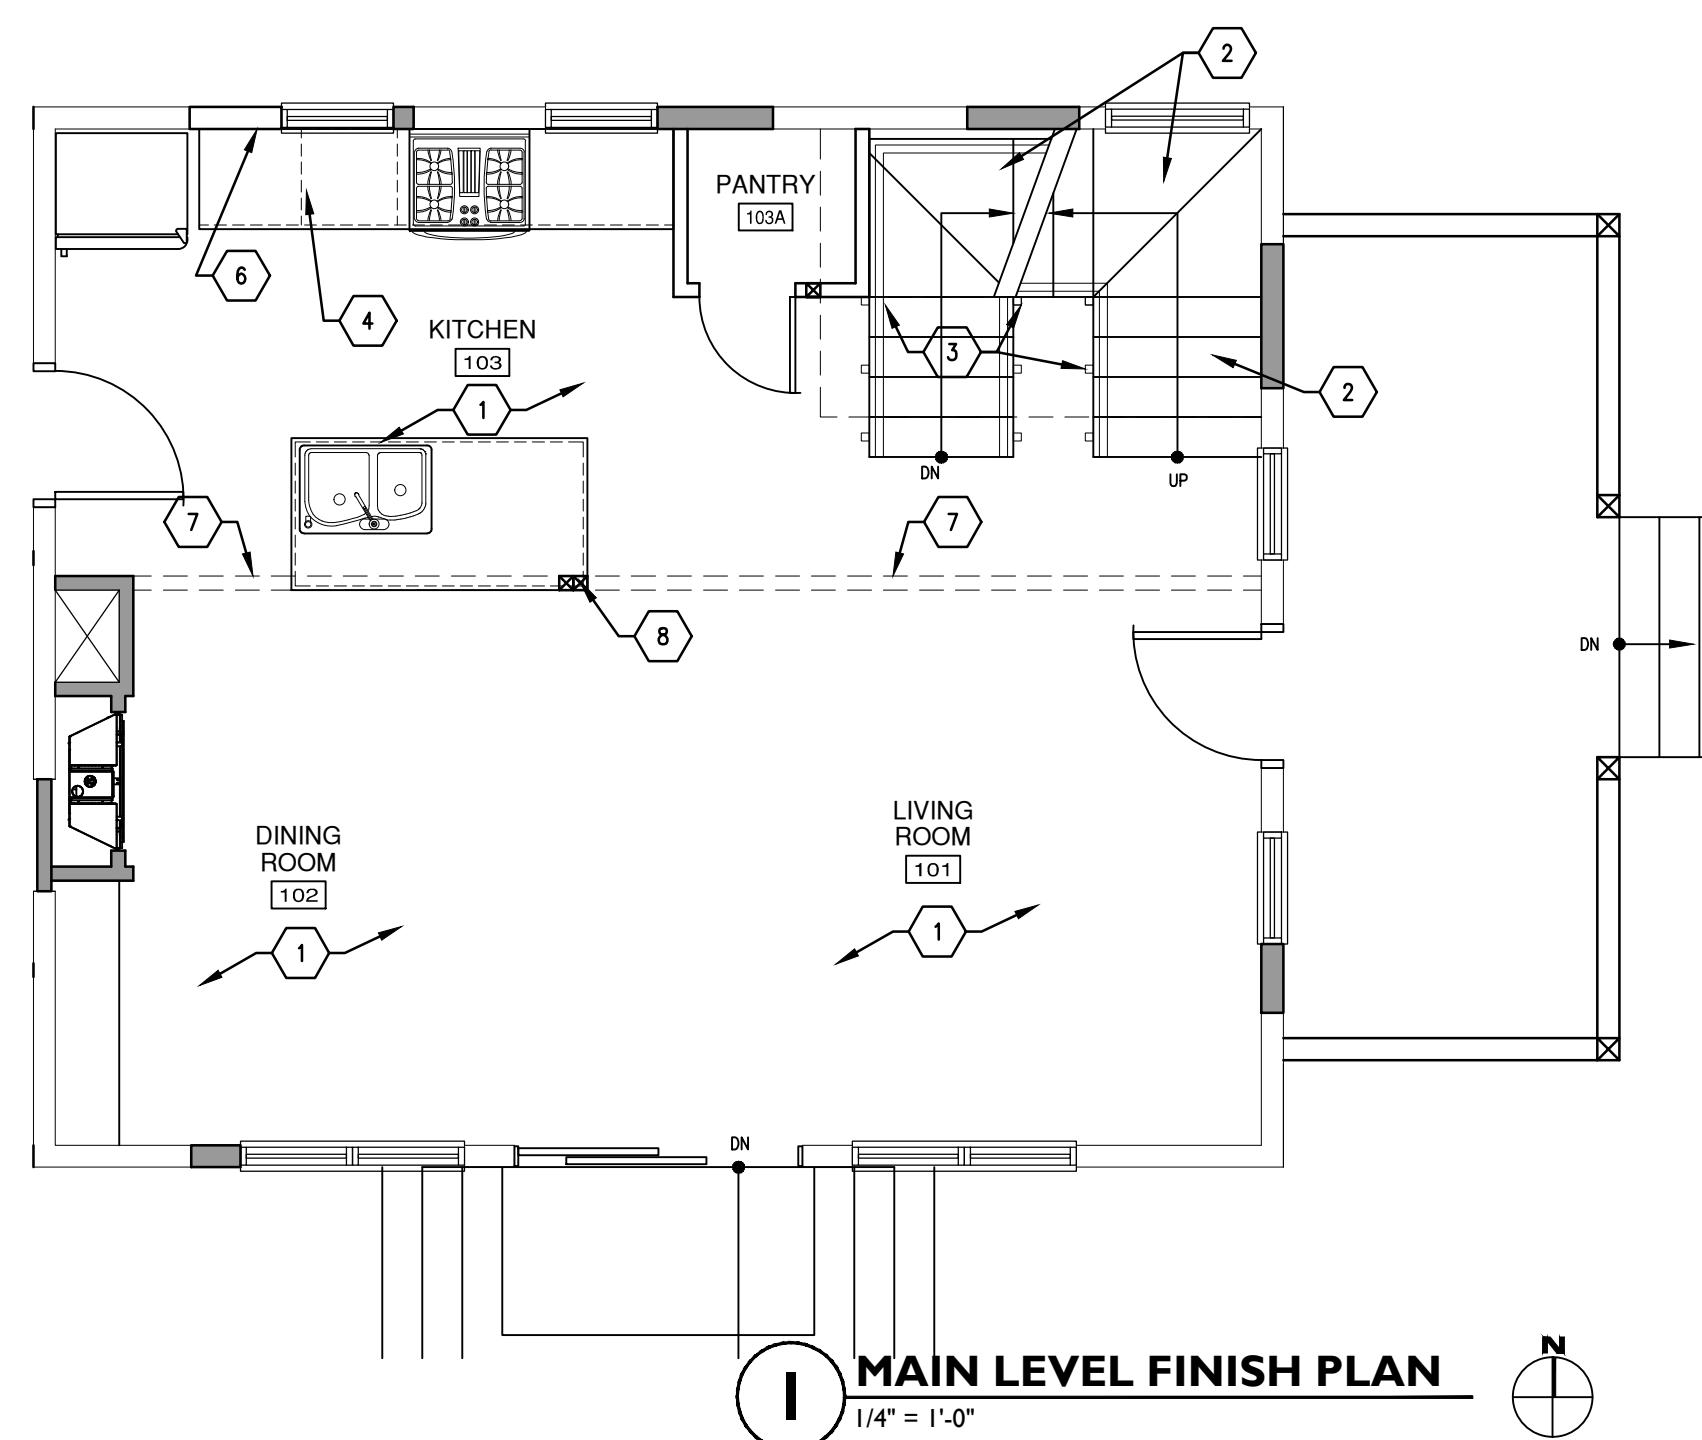 2
PANTRY
103A
6
4
KITCHEN
103
3
1
2
DN
UP
7
7
8
DN
LIVING
ROOM
101
DINING
ROOM
102
1
1
DN
1
MAIN LEVEL FINISH PLAN
1/4" = 1'-0"
N